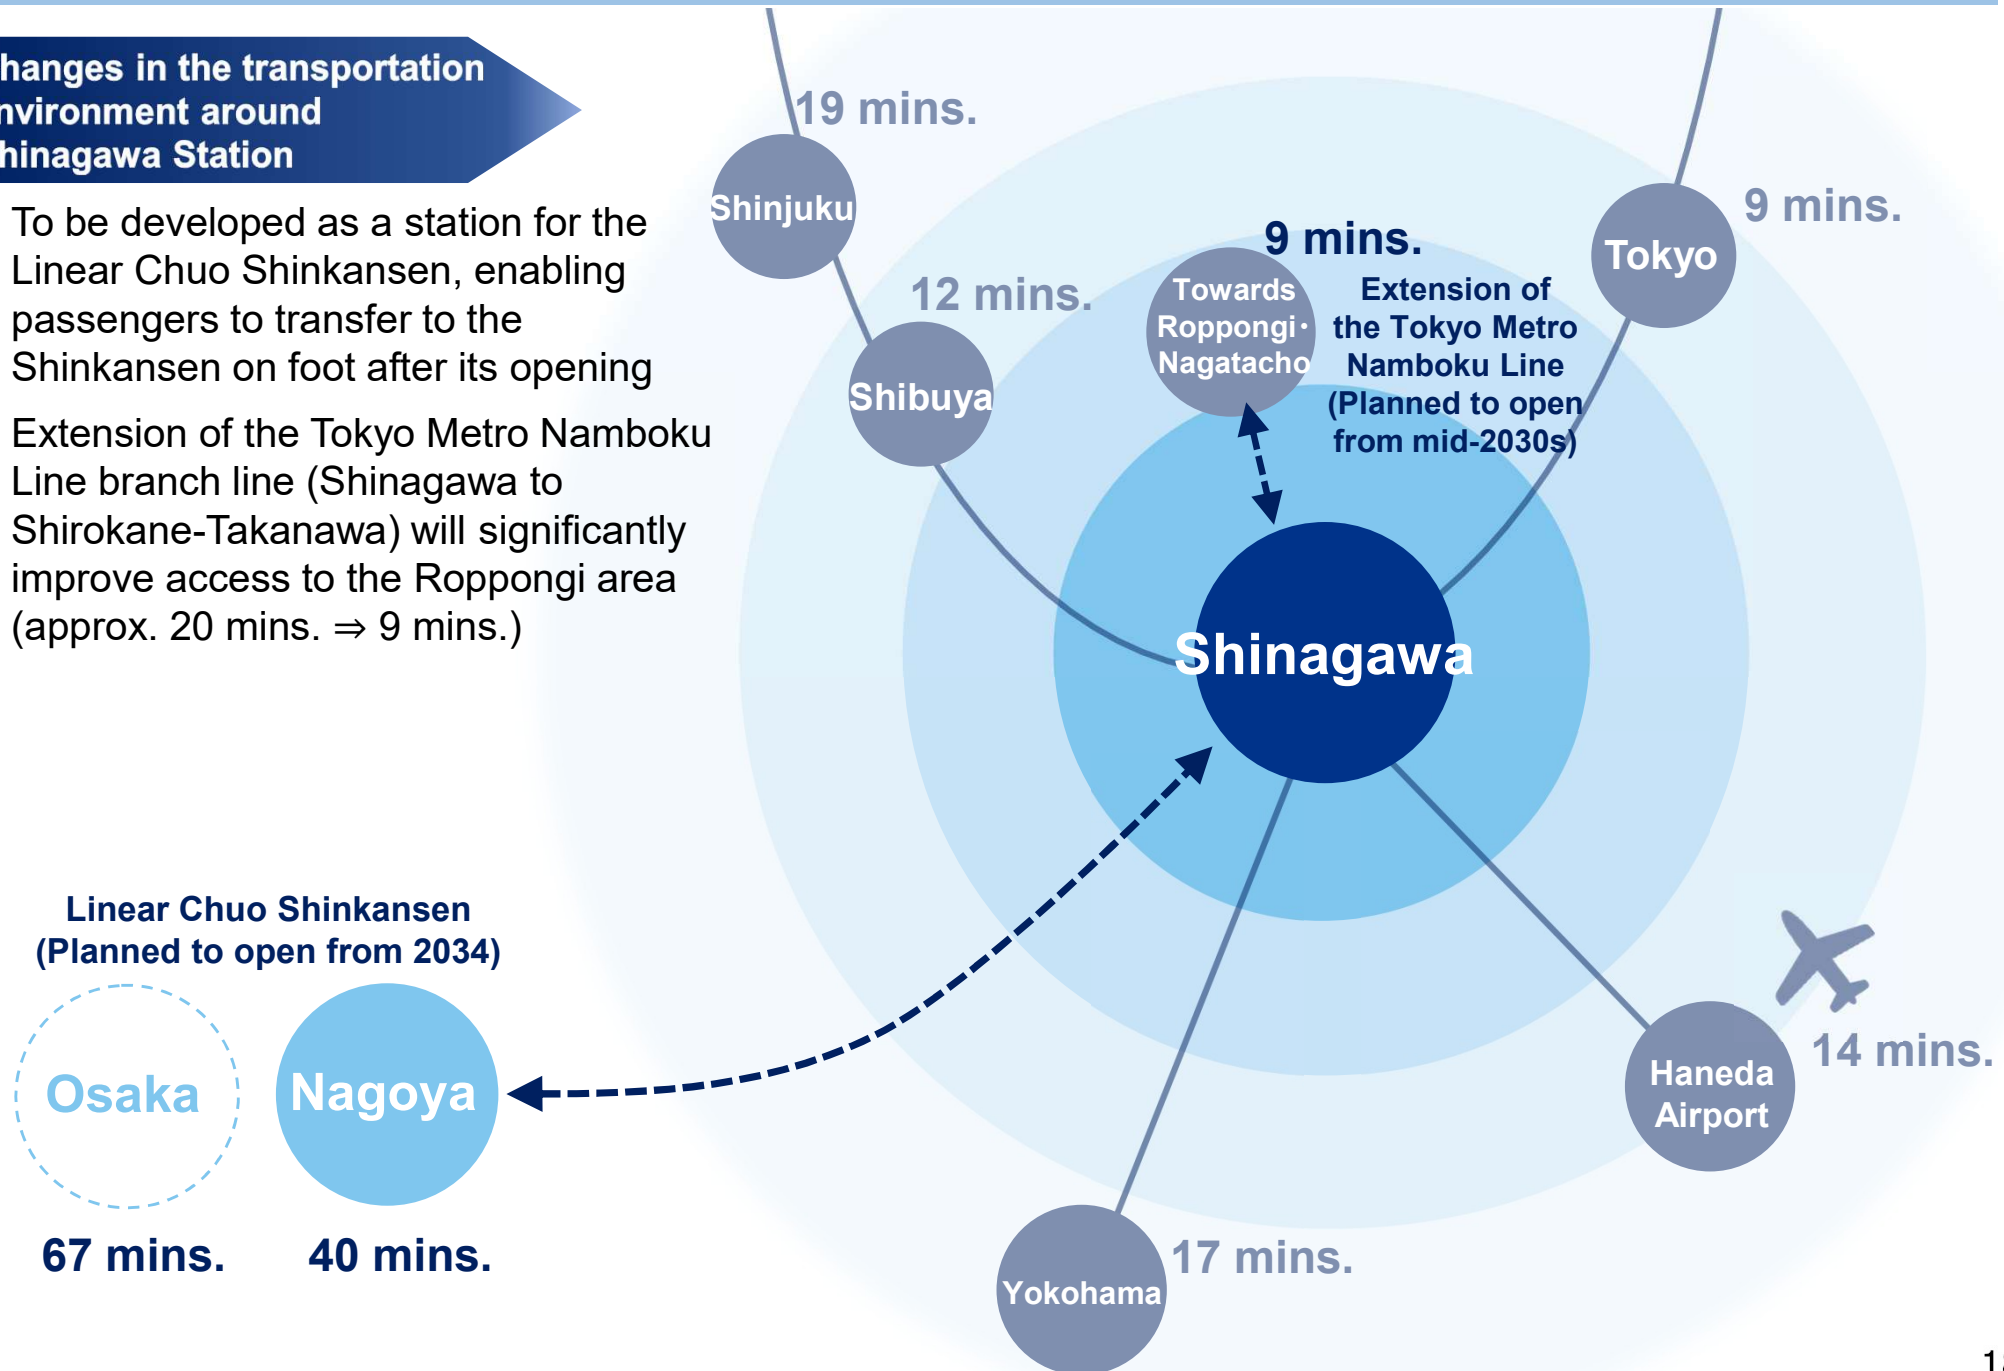 hanges in the transportation
nvironment around
hinagawa Station
To be developed as a station for the
Linear Chuo Shinkansen, enabling
passengers to transfer to the
Shinkansen on foot after its opening
Extension of the Tokyo Metro Namboku
Line branch line (Shinagawa to
Shirokane-Takanawa) will significantly
improve access to the Roppongi area
(approx. 20 mins. ⇒ 9 mins.)
19 mins.
Shinjuku
12 mins.
Shibuya
9 mins.
Towards
Roppongi･
Nagatacho
Extension of
the Tokyo Metro
Namboku Line
(Planned to open
from mid-2030s)
9 mins.
Tokyo
Shinagawa
Linear Chuo Shinkansen
(Planned to open from 2034)
Osaka
Nagoya
67 mins.
40 mins.
14 mins.
Haneda
Airport
17 mins.
Yokohama